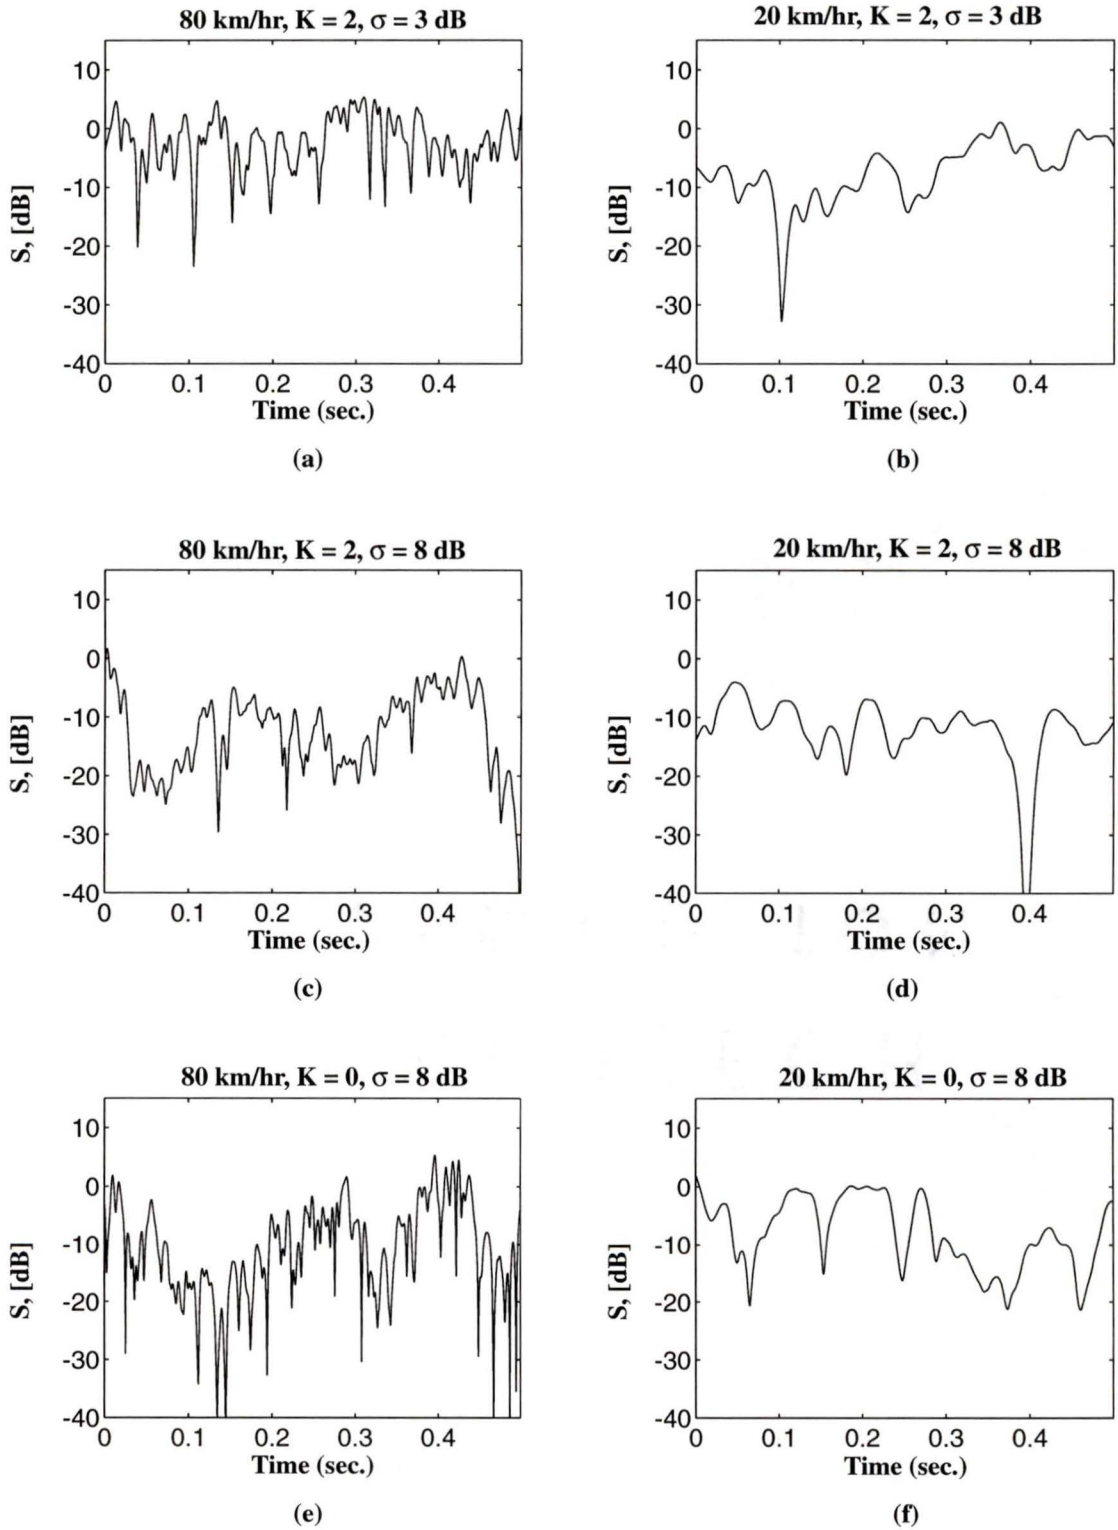 80 km/hr, K = 2, σ = 3 dB
10
0
-10
-20
-30
-40
S, [dB]
0 0.1 0.2 0.3 0.4
Time (sec.)
(a)
20 km/hr, K = 2, σ = 3 dB
10
0
-10
-20
-30
-40
S, [dB]
0 0.1 0.2 0.3 0.4
Time (sec.)
(b)
80 km/hr, K = 2, σ = 8 dB
10
0
-10
-20
-30
-40
S, [dB]
0 0.1 0.2 0.3 0.4
Time (sec.)
(c)
20 km/hr, K = 2, σ = 8 dB
10
0
-10
-20
-30
-40
S, [dB]
0 0.1 0.2 0.3 0.4
Time (sec.)
(d)
80 km/hr, K = 0, σ = 8 dB
10
0
-10
-20
-30
-40
S, [dB]
0 0.1 0.2 0.3 0.4
Time (sec.)
(e)
20 km/hr, K = 0, σ = 8 dB
10
0
-10
-20
-30
-40
S, [dB]
0 0.1 0.2 0.3 0.4
Time (sec.)
(f)